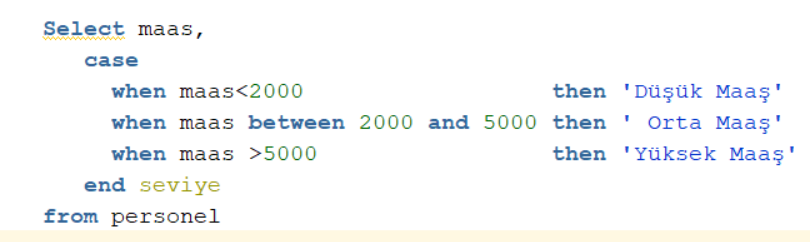 Select maas,
case
when maas<2000 then 'Düşük Maaş'
when maas between 2000 and 5000 then ' Orta Maaş'
when maas >5000 then 'Yüksek Maaş'
end seviye
from personel